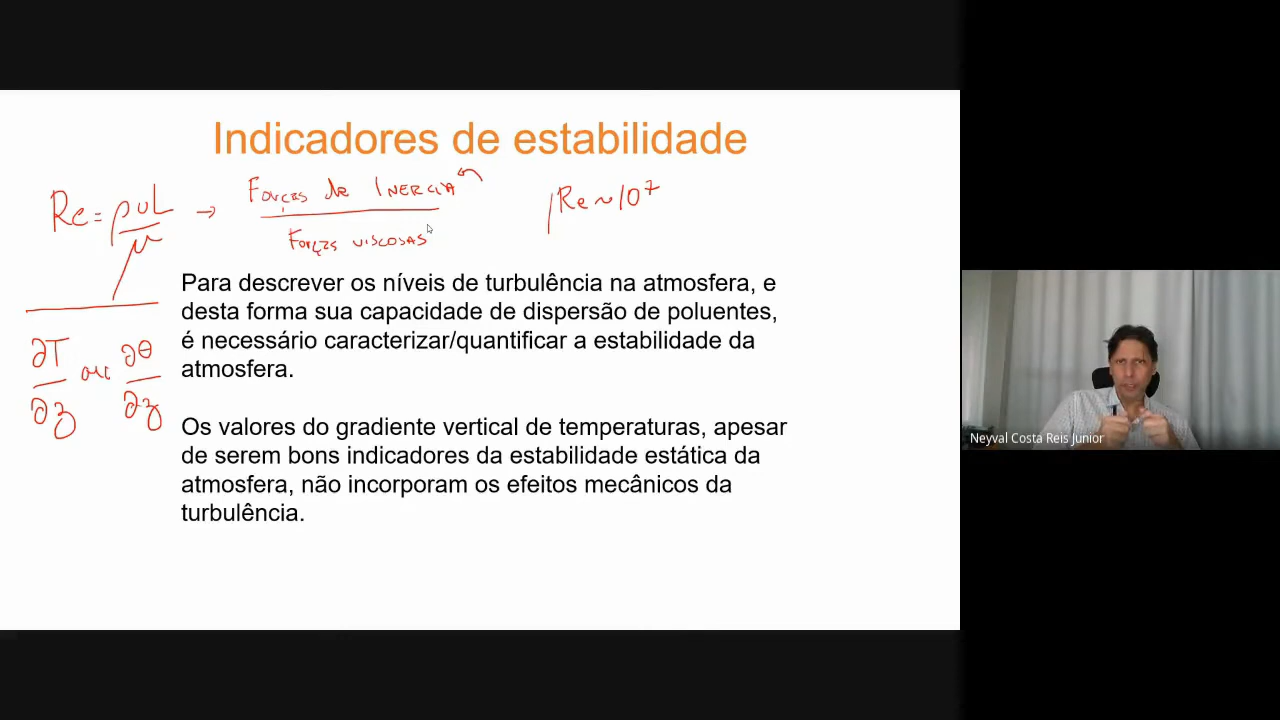 Indicadores de estabilidade
Re = ρuL/μ → Forças de Inercia / Forças viscosas
Re ~ 10⁷
Para descrever os níveis de turbulência na atmosfera, e
desta forma sua capacidade de dispersão de poluentes,
é necessário caracterizar/quantificar a estabilidade da
atmosfera.
∂T/∂z ou ∂θ/∂z
Os valores do gradiente vertical de temperaturas, apesar
de serem bons indicadores da estabilidade estática da
atmosfera, não incorporam os efeitos mecânicos da
turbulência.
Neyval Costa Reis Junior